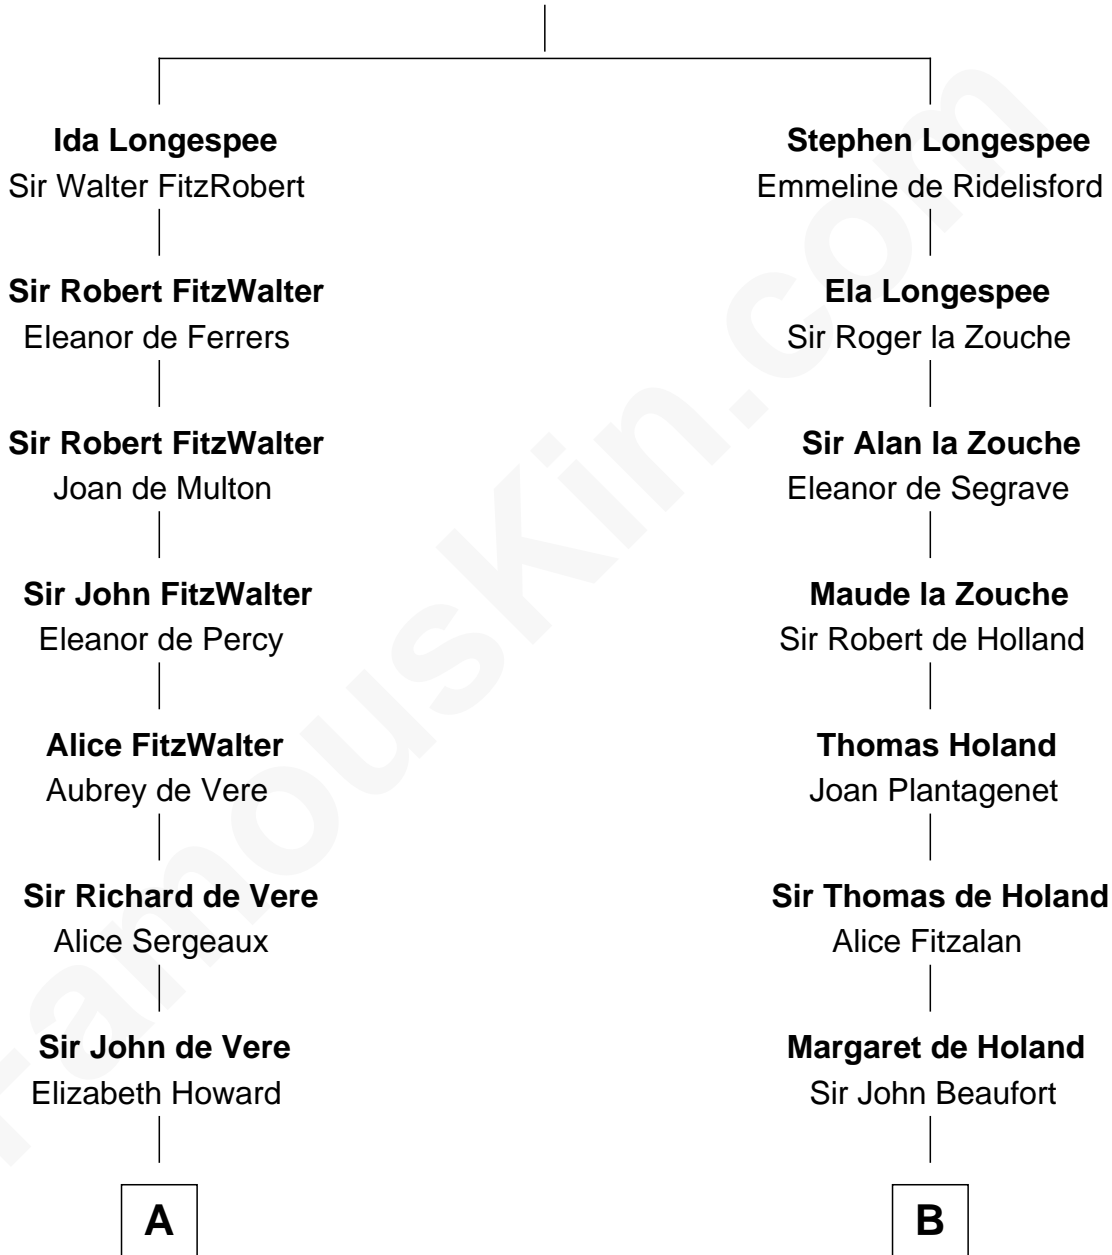 Ida Longespee
Sir Walter FitzRobert
Sir Robert FitzWalter
Eleanor de Ferrers
Sir Robert FitzWalter
Joan de Multon
Sir John FitzWalter
Eleanor de Percy
Alice FitzWalter
Aubrey de Vere
Sir Richard de Vere
Alice Sergeaux
Sir John de Vere
Elizabeth Howard
A
Stephen Longespee
Emmeline de Ridelisford
Ela Longespee
Sir Roger la Zouche
Sir Alan la Zouche
Eleanor de Segrave
Maude la Zouche
Sir Robert de Holland
Thomas Holand
Joan Plantagenet
Sir Thomas de Holand
Alice Fitzalan
Margaret de Holand
Sir John Beaufort
B
FamousKin.com